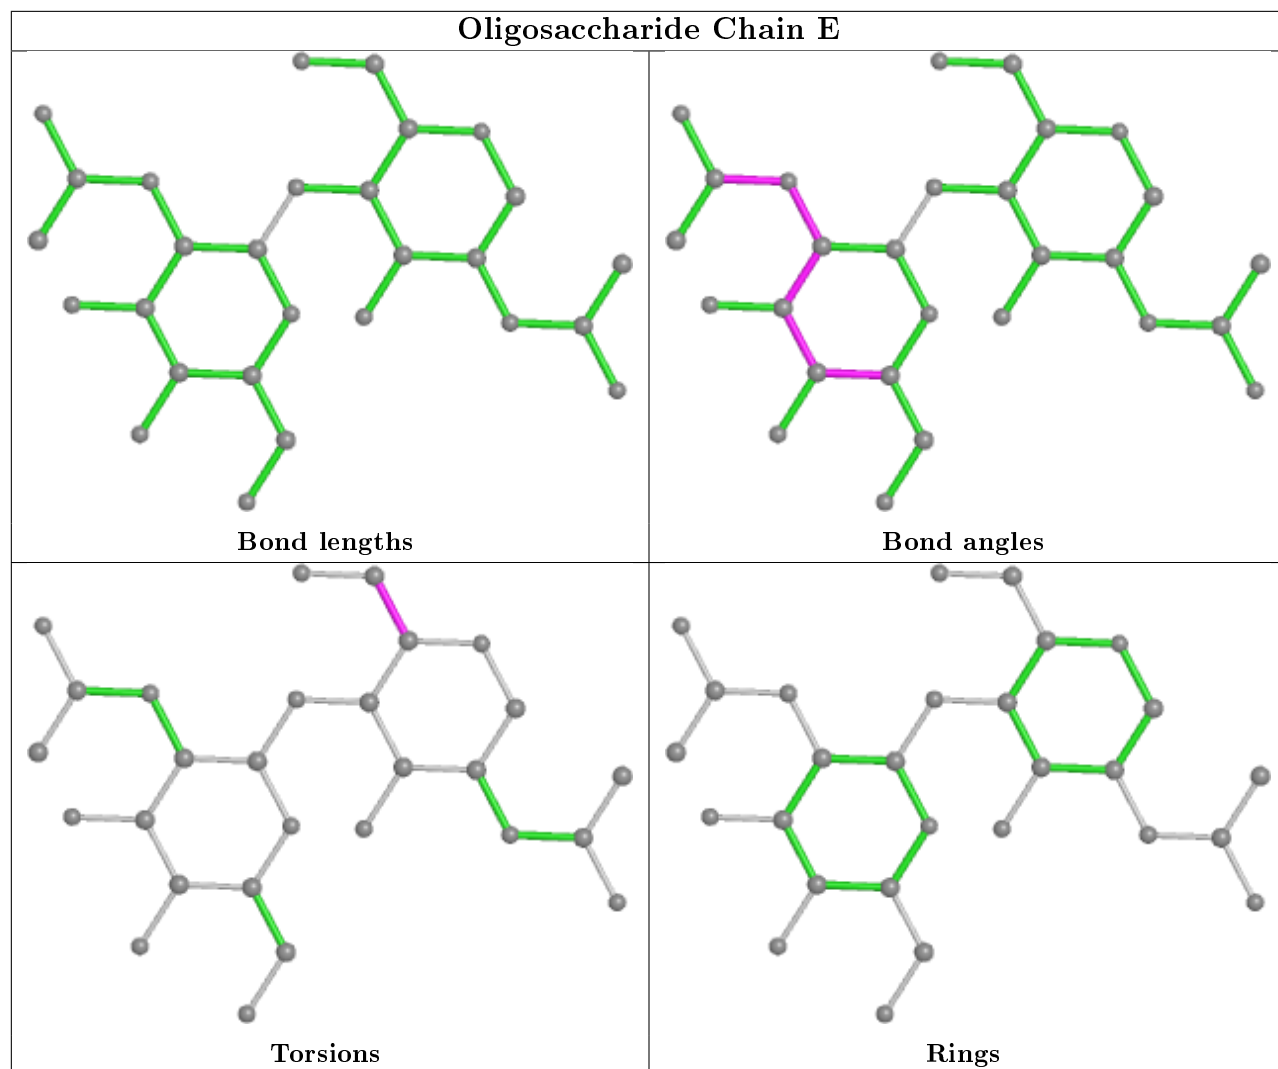 Oligosaccharide Chain E
Bond lengths
Bond angles
Torsions
Rings